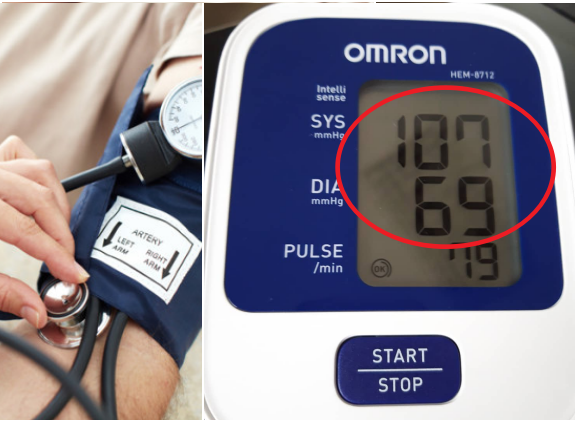 ARTERY
LEFT
ARM
RIGHT
ARM
OMRON
HEM-8712
Intelli
sense
SYS
mmHg
107
DIA
mmHg
69
PULSE
/min
79
OK
START
STOP